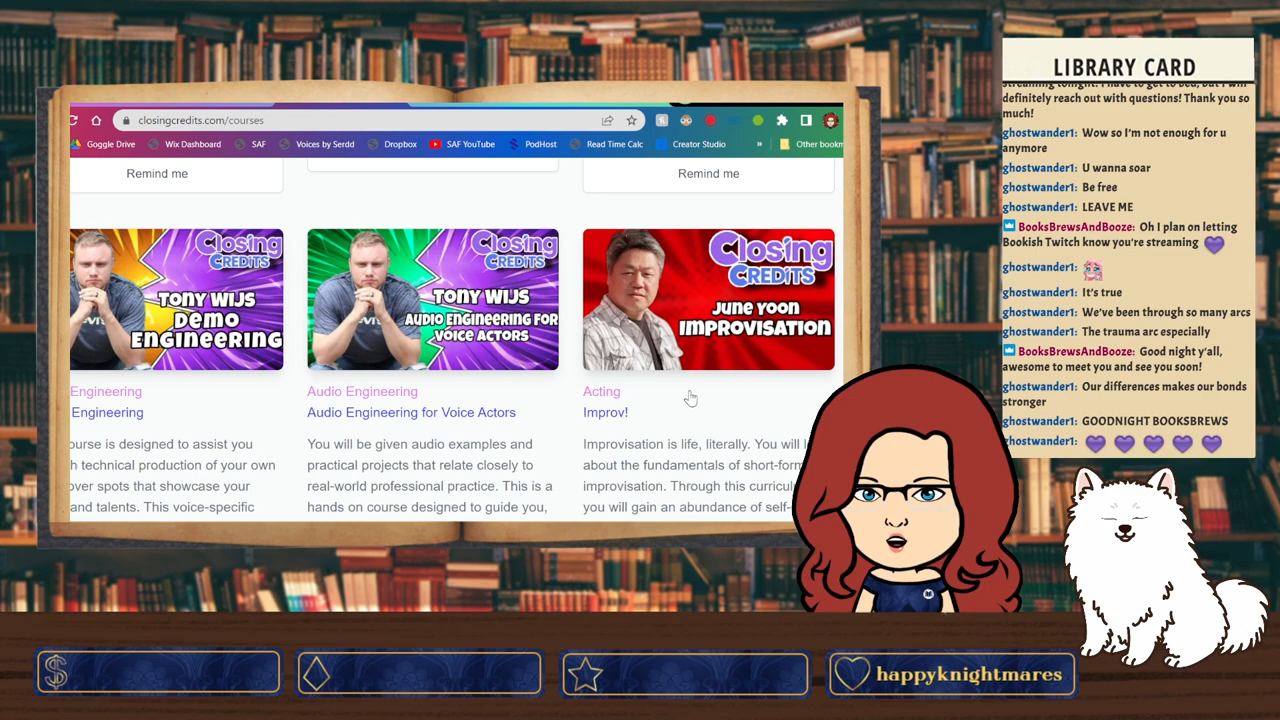 closingcredits.com/courses
Goggle Drive
Wix Dashboard
SAF
Voices by Serdd
Dropbox
SAF YouTube
PodHost
Read Time Calc
Creator Studio
»
Other bookm
Remind me
Remind me
Closing
CREDITS
TONY WIJS
DEMO
ENGINEERING
Closing
CREDITS
TONY WIJS
AUDIO ENGINEERING FOR
VOICE ACTORS
Closing
CREDITS
JUNE YOON
IMPROVISATION
Engineering
Engineering
ourse is designed to assist you
h technical production of your own
over spots that showcase your
and talents. This voice-specific
Audio Engineering
Audio Engineering for Voice Actors
You will be given audio examples and
practical projects that relate closely to
real-world professional practice. This is a
hands on course designed to guide you,
Acting
Improv!
Improvisation is life, literally. You will l
about the fundamentals of short-form
improvisation. Through this curricul
you will gain an abundance of self-
LIBRARY CARD
streaming tonight. I have to get to bed, but I will
definitely reach out with questions! Thank you so
much!
ghostwander1: Wow so I'm not enough for u
anymore
ghostwander1: U wanna soar
ghostwander1: Be free
ghostwander1: LEAVE ME
BooksBrewsAndBooze: Oh I plan on letting
Bookish Twitch know you're streaming 💜
ghostwander1:
ghostwander1: It's true
ghostwander1: We've been through so many arcs
ghostwander1: The trauma arc especially
BooksBrewsAndBooze: Good night y'all,
awesome to meet you and see you soon!
ghostwander1: Our differences makes our bonds
stronger
ghostwander1: GOODNIGHT BOOKSBREWS
ghostwander1: 💜 💜 💜 💜 💜
$
happyknightmares